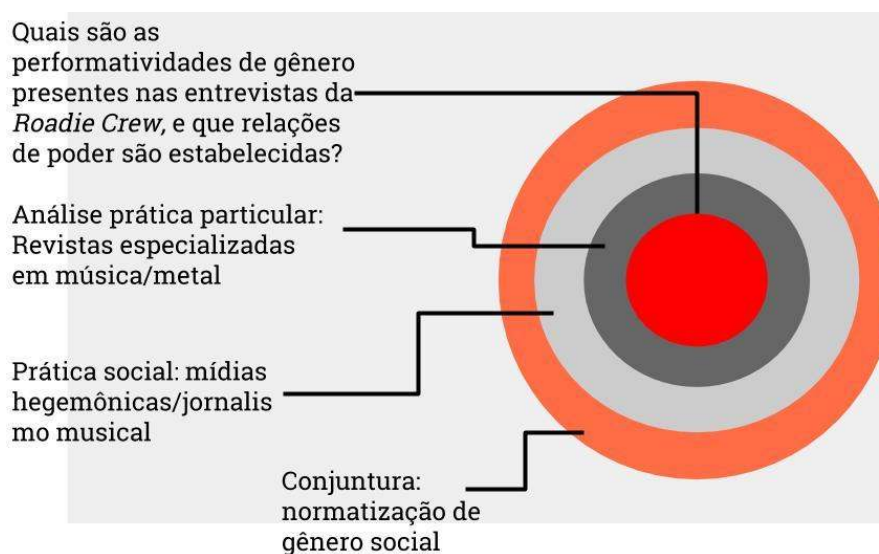 Quais são as
performatividades de gênero
presentes nas entrevistas da
Roadie Crew, e que relações
de poder são estabelecidas?
Análise prática particular:
Revistas especializadas
em música/metal
Prática social: mídias
hegemônicas/jornalis
mo musical
Conjuntura:
normatização de
gênero social